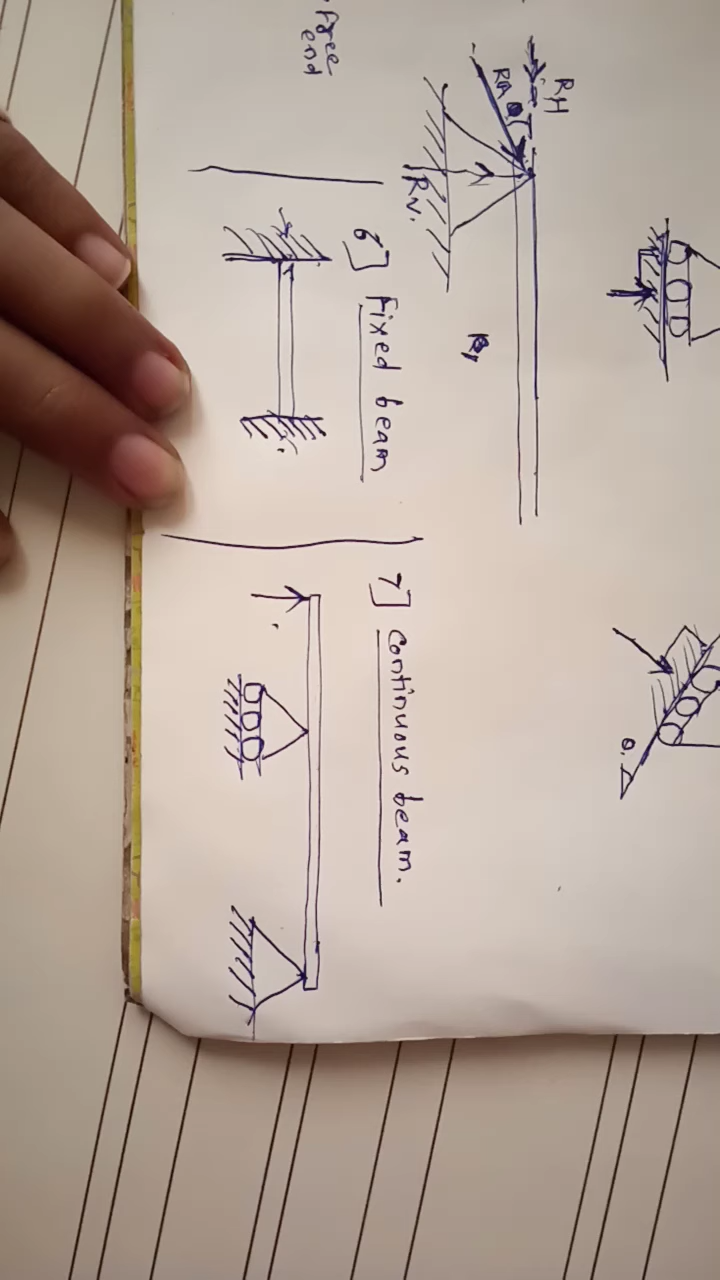 Free
end
RH
RA θ
RV.
6] Fixed beam
7] Continuous beam.
θ.